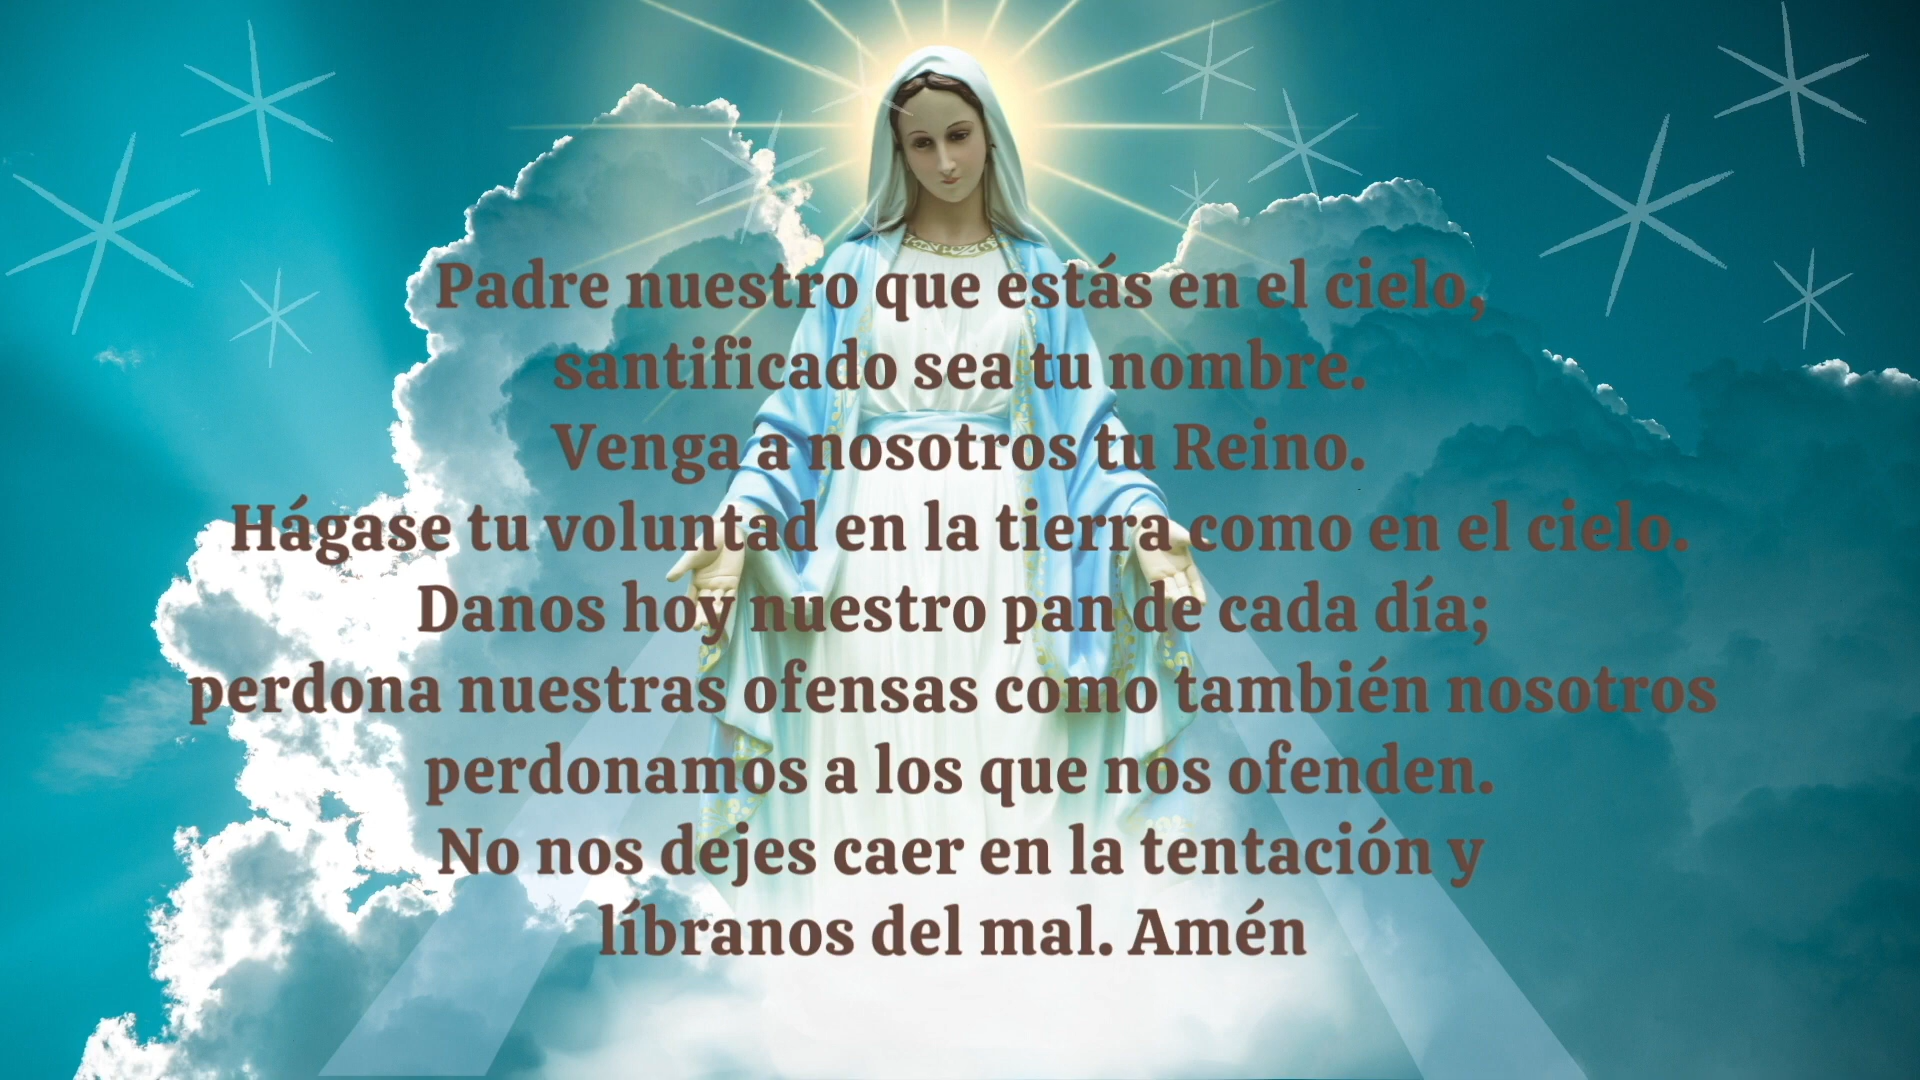 Padre nuestro que estás en el cielo,
santificado sea tu nombre.
Venga a nosotros tu Reino.
Hágase tu voluntad en la tierra como en el cielo.
Danos hoy nuestro pan de cada día;
perdona nuestras ofensas como también nosotros
perdonamos a los que nos ofenden.
No nos dejes caer en la tentación y
líbranos del mal. Amén